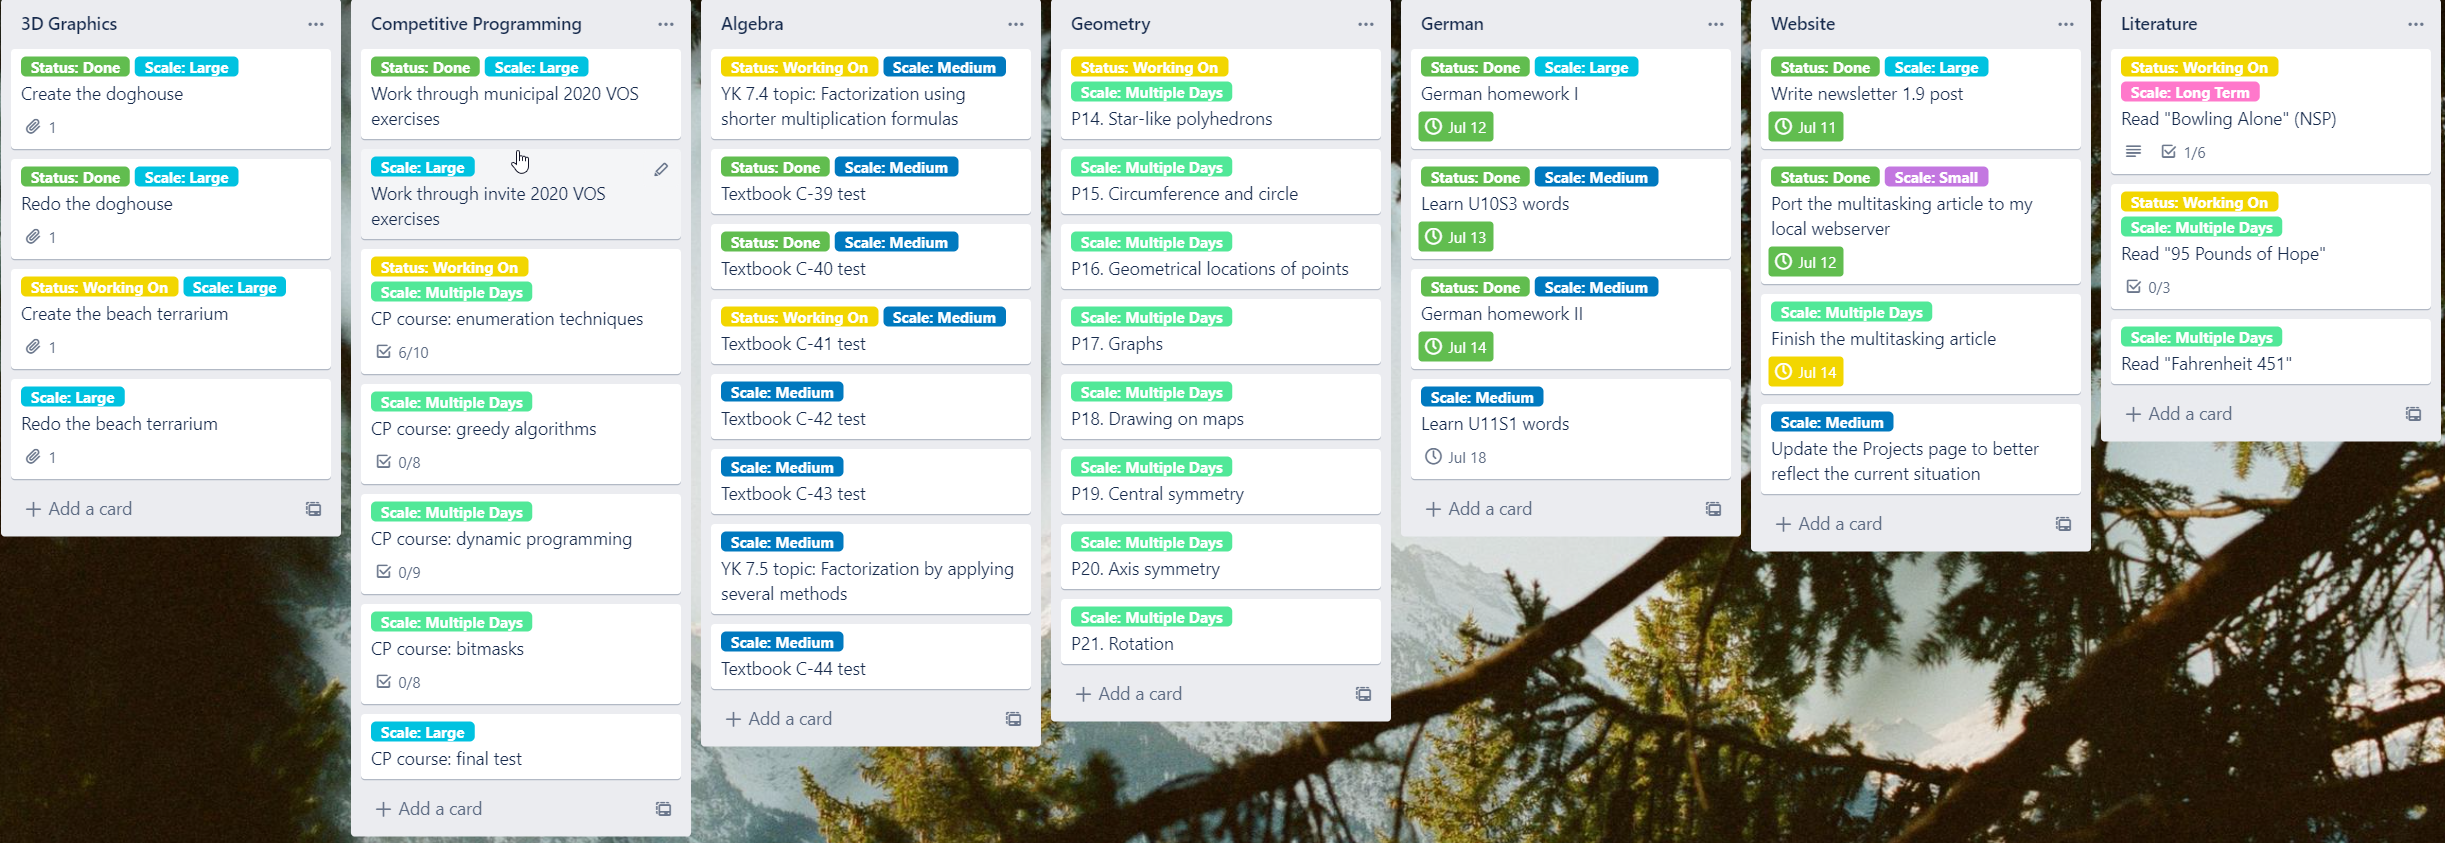 3D Graphics
Status: Done Scale: Large
Create the doghouse
1
Status: Done Scale: Large
Redo the doghouse
1
Status: Working On Scale: Large
Create the beach terrarium
1
Scale: Large
Redo the beach terrarium
1
+ Add a card
Competitive Programming
Status: Done Scale: Large
Work through municipal 2020 VOS
exercises
Scale: Large
Work through invite 2020 VOS
exercises
Status: Working On
Scale: Multiple Days
CP course: enumeration techniques
6/10
Scale: Multiple Days
CP course: greedy algorithms
0/8
Scale: Multiple Days
CP course: dynamic programming
0/9
Scale: Multiple Days
CP course: bitmasks
0/8
Scale: Large
CP course: final test
+ Add a card
Algebra
Status: Working On Scale: Medium
YK 7.4 topic: Factorization using
shorter multiplication formulas
Status: Done Scale: Medium
Textbook C-39 test
Status: Done Scale: Medium
Textbook C-40 test
Status: Working On Scale: Medium
Textbook C-41 test
Scale: Medium
Textbook C-42 test
Scale: Medium
Textbook C-43 test
Scale: Medium
YK 7.5 topic: Factorization by applying
several methods
Scale: Medium
Textbook C-44 test
+ Add a card
Geometry
Status: Working On
Scale: Multiple Days
P14. Star-like polyhedrons
Scale: Multiple Days
P15. Circumference and circle
Scale: Multiple Days
P16. Geometrical locations of points
Scale: Multiple Days
P17. Graphs
Scale: Multiple Days
P18. Drawing on maps
Scale: Multiple Days
P19. Central symmetry
Scale: Multiple Days
P20. Axis symmetry
Scale: Multiple Days
P21. Rotation
+ Add a card
German
Status: Done Scale: Large
German homework I
Jul 12
Status: Done Scale: Medium
Learn U10S3 words
Jul 13
Status: Done Scale: Medium
German homework II
Jul 14
Scale: Medium
Learn U11S1 words
Jul 18
+ Add a card
Website
Status: Done Scale: Large
Write newsletter 1.9 post
Jul 11
Status: Done Scale: Small
Port the multitasking article to my
local webserver
Jul 12
Scale: Multiple Days
Finish the multitasking article
Jul 14
Scale: Medium
Update the Projects page to better
reflect the current situation
+ Add a card
Literature
Status: Working On
Scale: Long Term
Read "Bowling Alone" (NSP)
1/6
Status: Working On
Scale: Multiple Days
Read "95 Pounds of Hope"
0/3
Scale: Multiple Days
Read "Fahrenheit 451"
+ Add a card